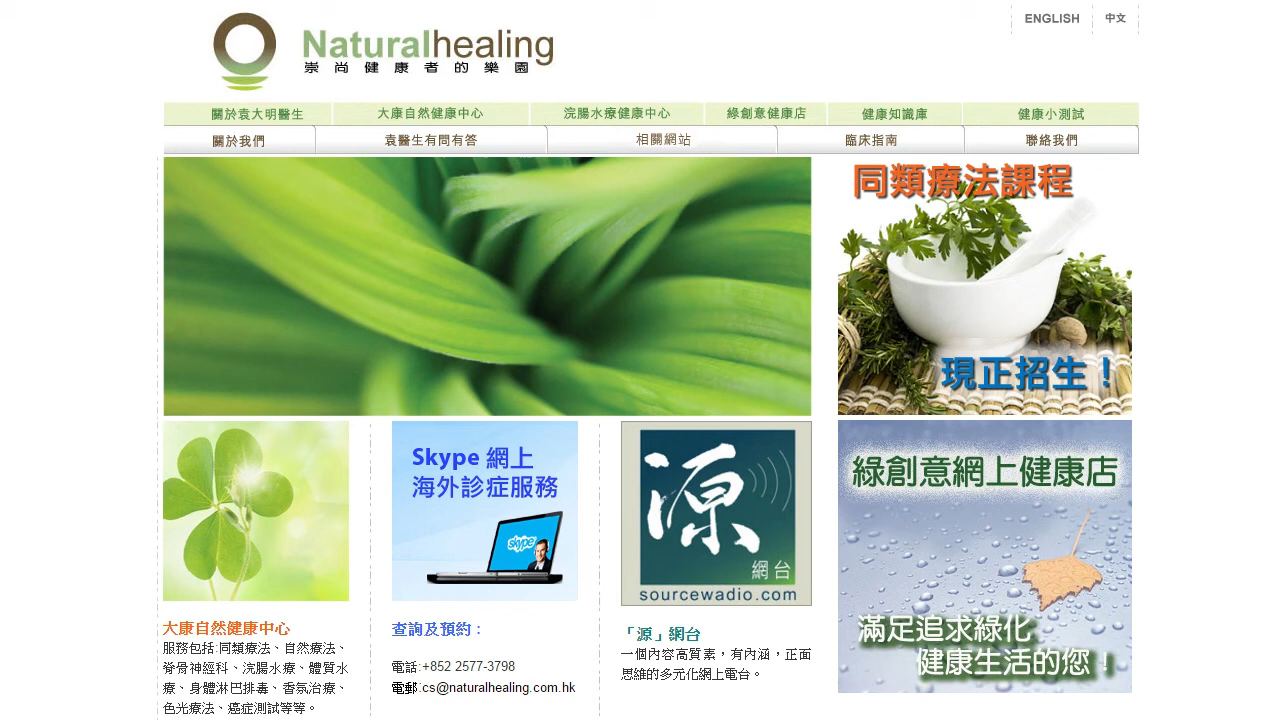 ENGLISH
中文
Naturalhealing
崇尚健康者的樂園
關於袁大明醫生
大康自然健康中心
浣腸水療健康中心
綠創意健康店
健康知識庫
健康小測試
關於我們
袁醫生有問有答
相關網站
臨床指南
聯絡我們
同類療法課程
現正招生！
Skype 網上
海外診症服務
skype
源
網台
sourcewadio.com
綠創意網上健康店
滿足追求綠化
健康生活的您！
大康自然健康中心
服務包括:同類療法、自然療法、
脊骨神經科、浣腸水療、體質水
療、身體淋巴排毒、香氛治療、
色光療法、癌症測試等等。
查詢及預約：
電話:+852 2577-3798
電郵:cs@naturalhealing.com.hk
「源」網台
一個內容高質素，有內涵，正面
思維的多元化網上電台。